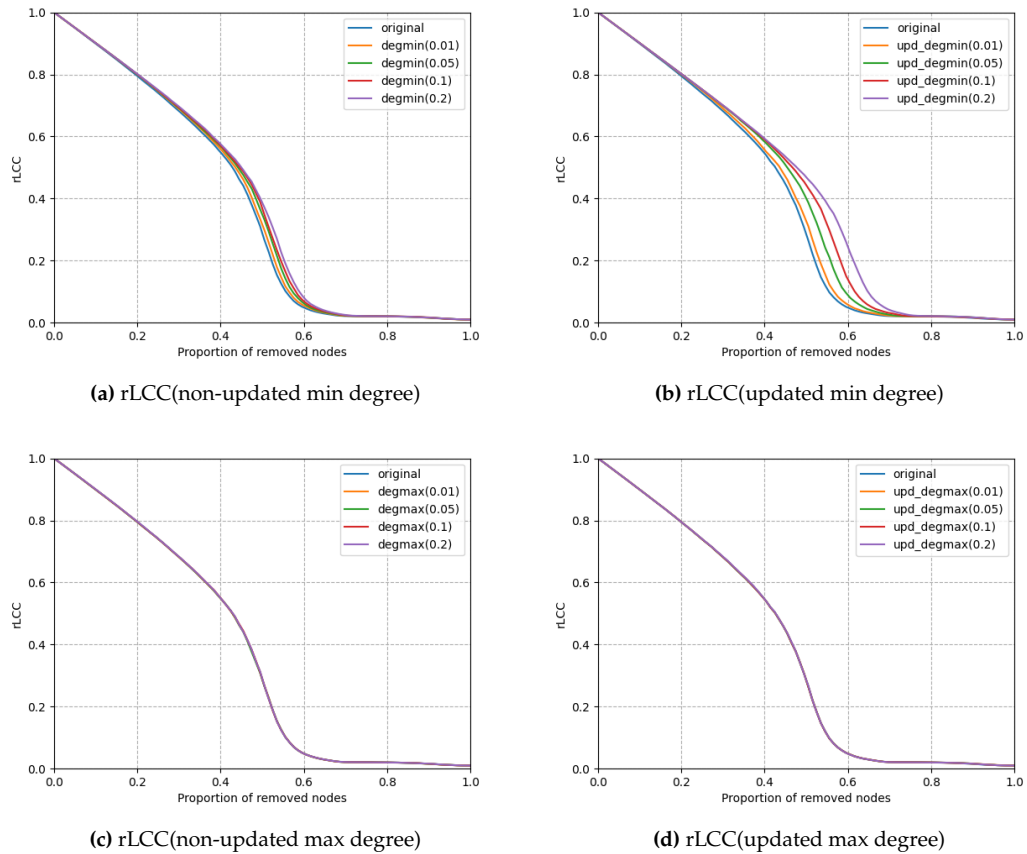 1.0
0.8
0.6
0.4
0.2
0.0
rLCC
original
degmin(0.01)
degmin(0.05)
degmin(0.1)
degmin(0.2)
0.0 0.2 0.4 0.6 0.8 1.0
Proportion of removed nodes
(a) rLCC(non-updated min degree)
1.0
0.8
0.6
0.4
0.2
0.0
rLCC
original
upd_degmin(0.01)
upd_degmin(0.05)
upd_degmin(0.1)
upd_degmin(0.2)
0.0 0.2 0.4 0.6 0.8 1.0
Proportion of removed nodes
(b) rLCC(updated min degree)
1.0
0.8
0.6
0.4
0.2
0.0
rLCC
original
degmax(0.01)
degmax(0.05)
degmax(0.1)
degmax(0.2)
0.0 0.2 0.4 0.6 0.8 1.0
Proportion of removed nodes
(c) rLCC(non-updated max degree)
1.0
0.8
0.6
0.4
0.2
0.0
rLCC
original
upd_degmax(0.01)
upd_degmax(0.05)
upd_degmax(0.1)
upd_degmax(0.2)
0.0 0.2 0.4 0.6 0.8 1.0
Proportion of removed nodes
(d) rLCC(updated max degree)